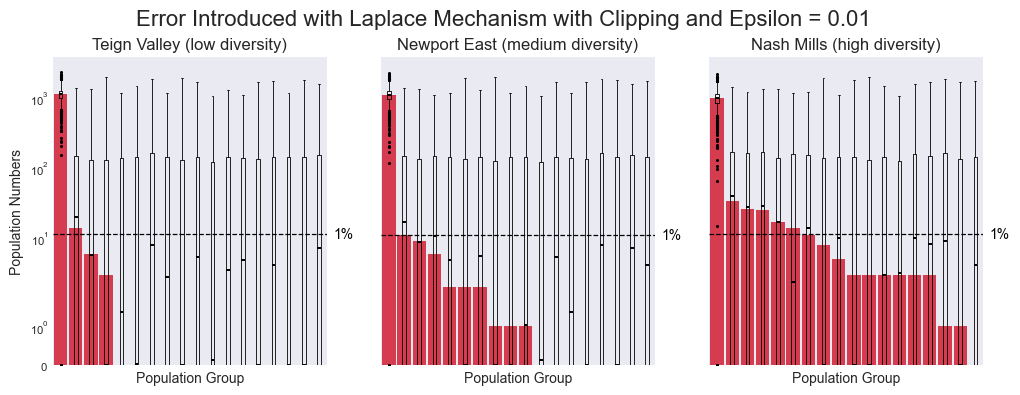 Error Introduced with Laplace Mechanism with Clipping and Epsilon = 0.01
Teign Valley (low diversity)
Newport East (medium diversity)
Nash Mills (high diversity)
Population Numbers
10³
10²
10¹
10⁰
0
1%
1%
1%
Population Group
Population Group
Population Group